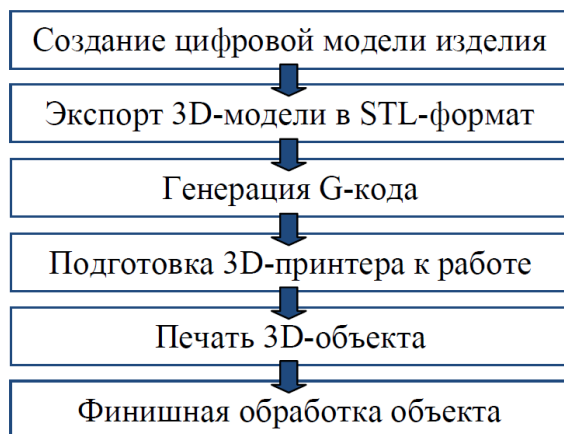 Создание цифровой модели изделия
Экспорт 3D-модели в STL-формат
Генерация G-кода
Подготовка 3D-принтера к работе
Печать 3D-объекта
Финишная обработка объекта